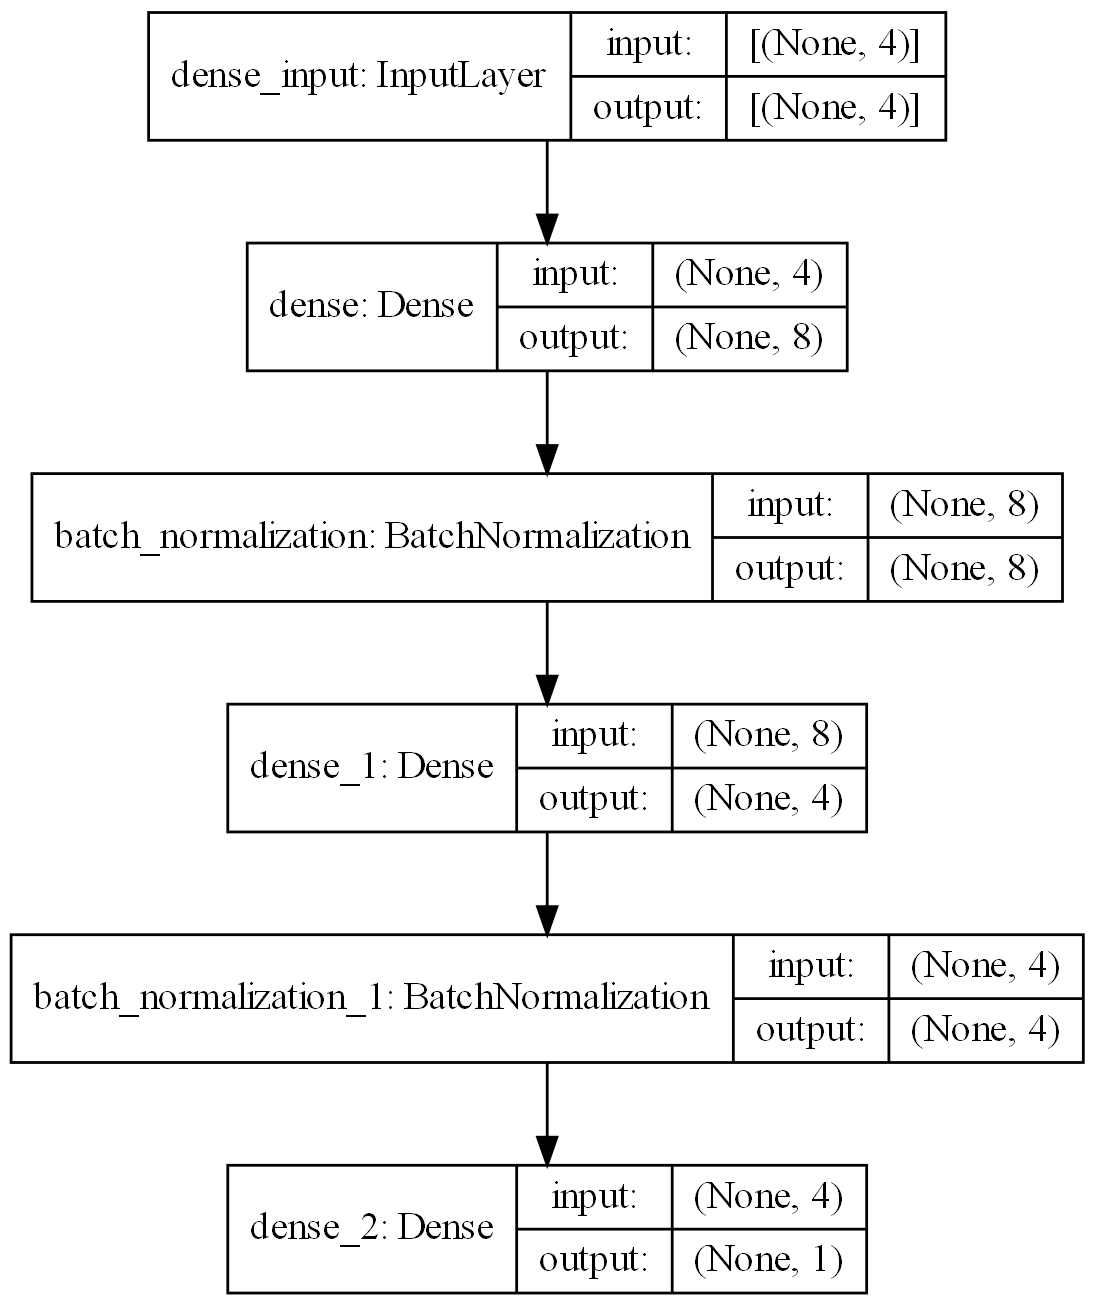 dense_input: InputLayer
input:
[(None, 4)]
output:
[(None, 4)]
dense: Dense
input:
(None, 4)
output:
(None, 8)
batch_normalization: BatchNormalization
input:
(None, 8)
output:
(None, 8)
dense_1: Dense
input:
(None, 8)
output:
(None, 4)
batch_normalization_1: BatchNormalization
input:
(None, 4)
output:
(None, 4)
dense_2: Dense
input:
(None, 4)
output:
(None, 1)